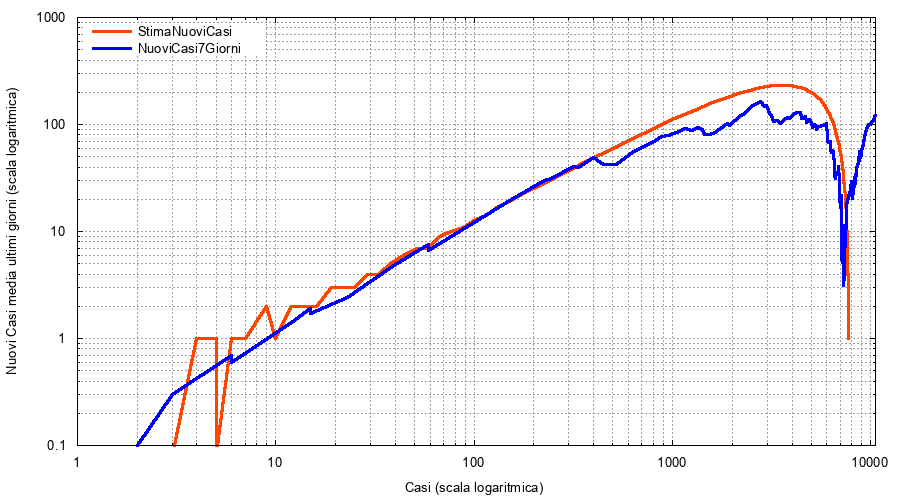 1000
StimaNuoviCasi
NuoviCasi7Giorni
100
10
1
0.1
Nuovi Casi media ultimi giorni (scala logaritmica)
1 10 100 1000 10000
Casi (scala logaritmica)